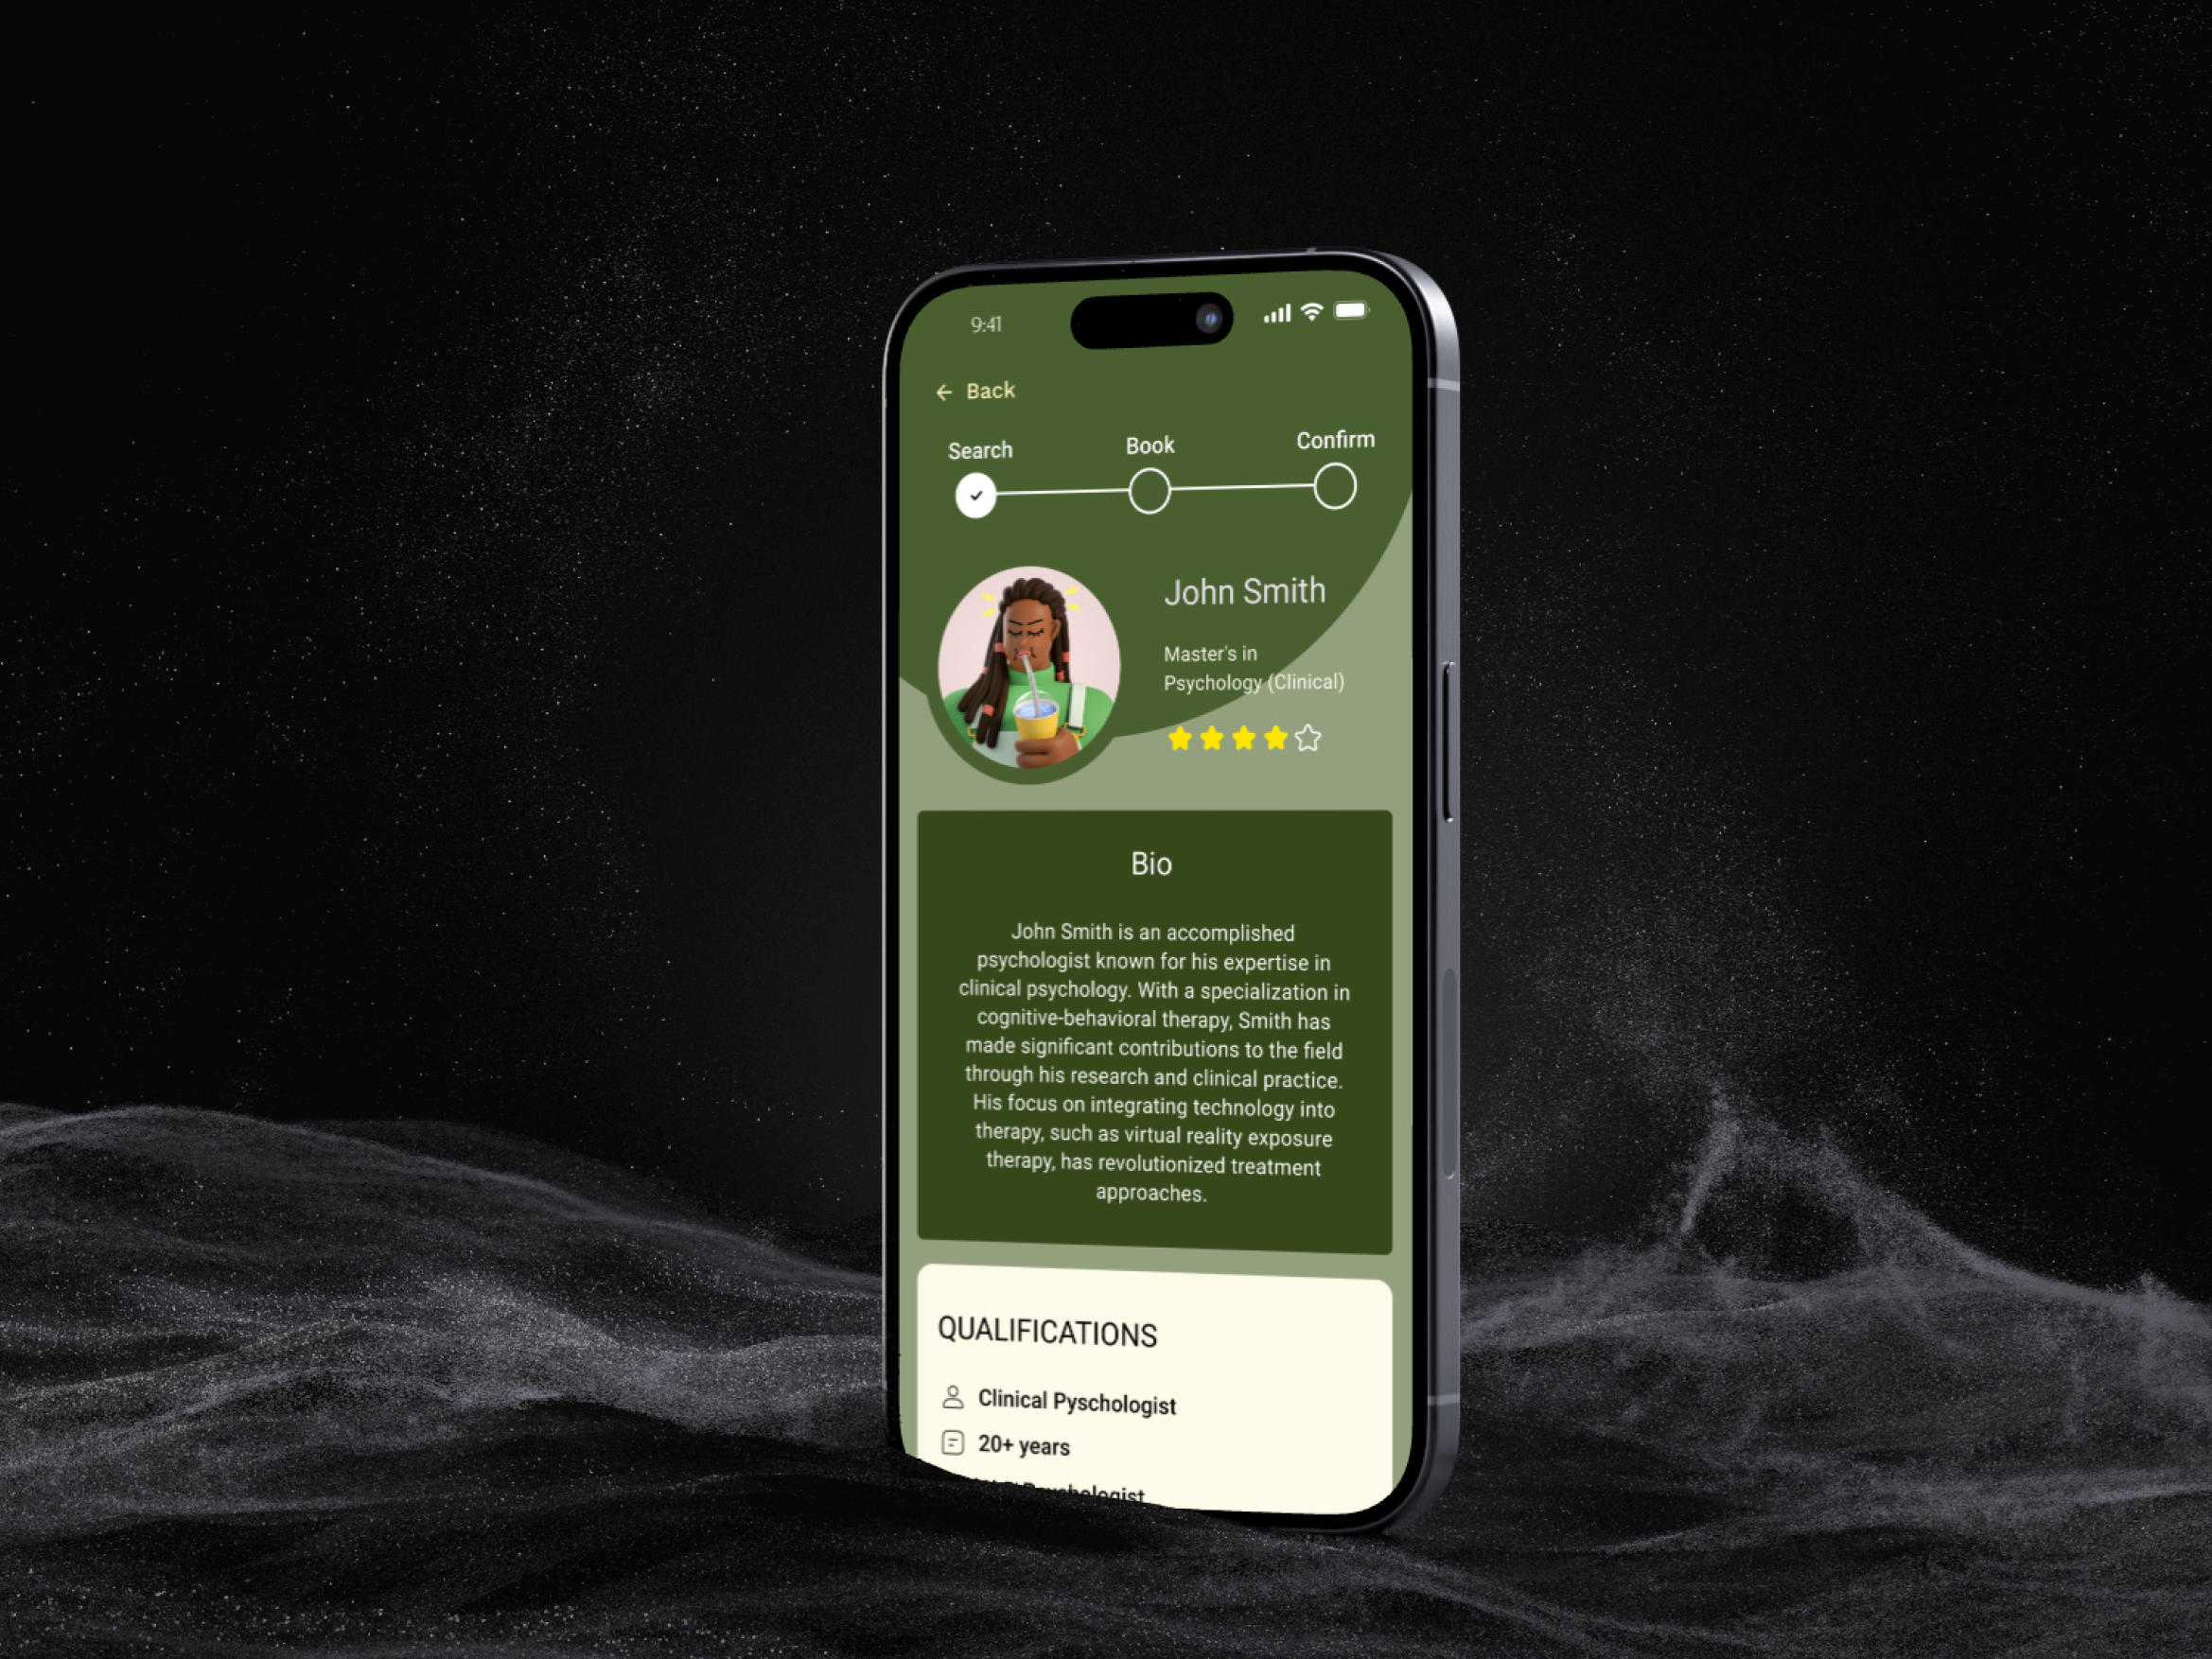 9:41
Back
Search Book Confirm
John Smith
Master's in
Psychology (Clinical)
Bio
John Smith is an accomplished
psychologist known for his expertise in
clinical psychology. With a specialization in
cognitive-behavioral therapy, Smith has
made significant contributions to the field
through his research and clinical practice.
His focus on integrating technology into
therapy, such as virtual reality exposure
therapy, has revolutionized treatment
approaches.
QUALIFICATIONS
Clinical Pyschologist
20+ years